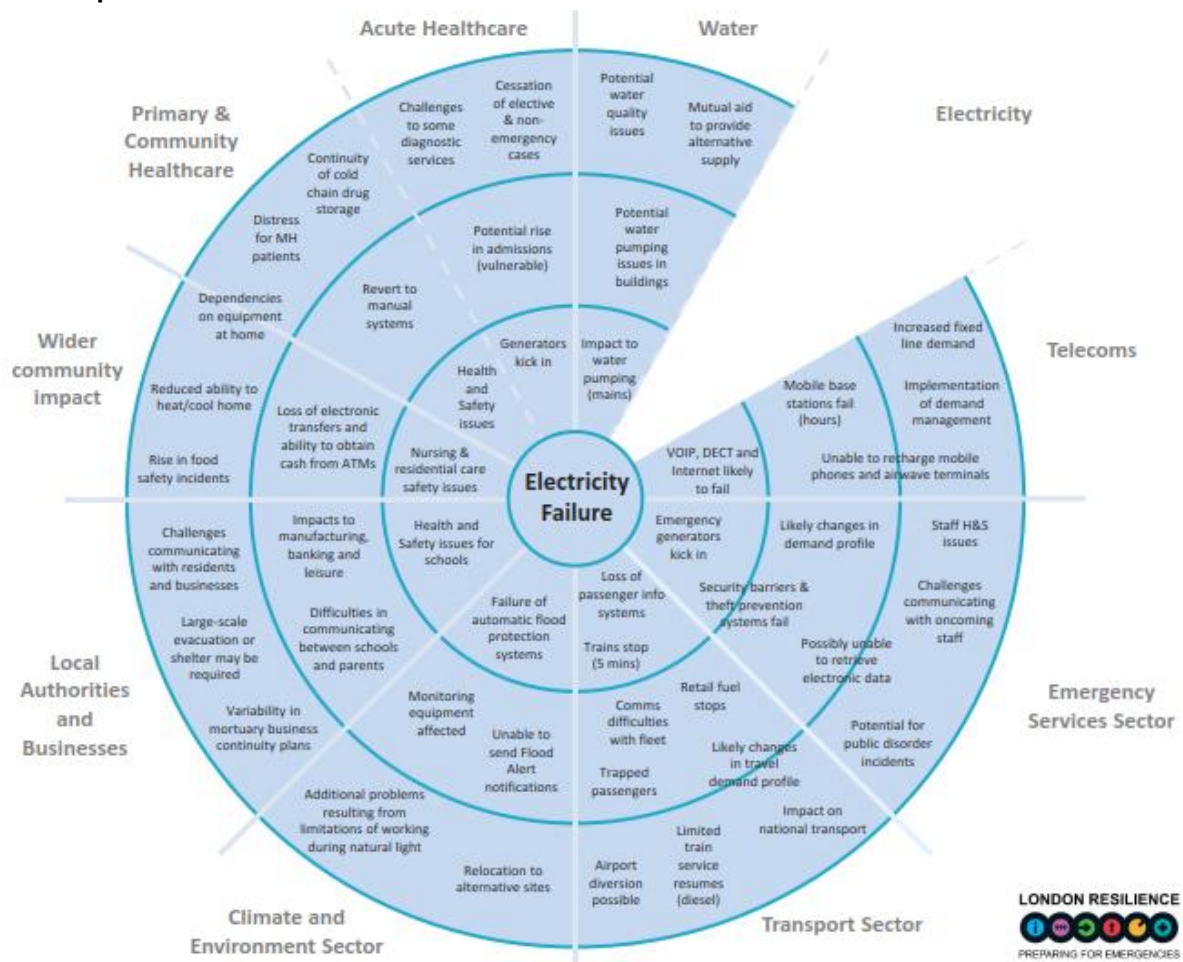 Acute Healthcare
Water
Electricity
Telecoms
Emergency
Services Sector
Transport Sector
Climate and
Environment Sector
Local
Authorities
and
Businesses
Wider
community
impact
Primary &
Community
Healthcare
Electricity
Failure
Potential
water
quality
issues
Mutual aid
to provide
alternative
supply
Potential
water
pumping
issues in
buildings
Impact to
water
pumping
(mains)
Increased fixed
line demand
Implementation
of demand
management
Mobile base
stations fail
(hours)
Unable to recharge mobile
phones and airwave terminals
VOIP, DECT and
Internet likely
to fail
Emergency
generators
kick in
Likely changes in
demand profile
Staff H&S
issues
Challenges
communicating
with oncoming
staff
Security barriers &
theft prevention
systems fail
Possibly unable
to retrieve
electronic data
Potential for
public disorder
incidents
Loss of
passenger info
systems
Trains stop
(5 mins)
Retail fuel
stops
Comms
difficulties
with fleet
Trapped
passengers
Likely changes
in travel
demand profile
Impact on
national transport
Limited
train
service
resumes
(diesel)
Airport
diversion
possible
Failure of
automatic flood
protection
systems
Monitoring
equipment
affected
Unable to
send Flood
Alert
notifications
Additional problems
resulting from
limitations of working
during natural light
Relocation to
alternative sites
Health and
Safety issues for
schools
Impacts to
manufacturing,
banking and
leisure
Difficulties in
communicating
between schools
and parents
Challenges
communicating
with residents
and businesses
Large-scale
evacuation or
shelter may be
required
Variability in
mortuary business
continuity plans
Nursing &
residential care
safety issues
Loss of electronic
transfers and
ability to obtain
cash from ATMs
Dependencies
on equipment
at home
Reduced ability to
heat/cool home
Rise in food
safety incidents
Health
and
Safety
issues
Revert to
manual
systems
Continuity
of cold
chain drug
storage
Distress
for MH
patients
Generators
kick in
Potential rise
in admissions
(vulnerable)
Challenges
to some
diagnostic
services
Cessation
of elective
& non-
emergency
cases
LONDON RESILIENCE
PREPARING FOR EMERGENCIES